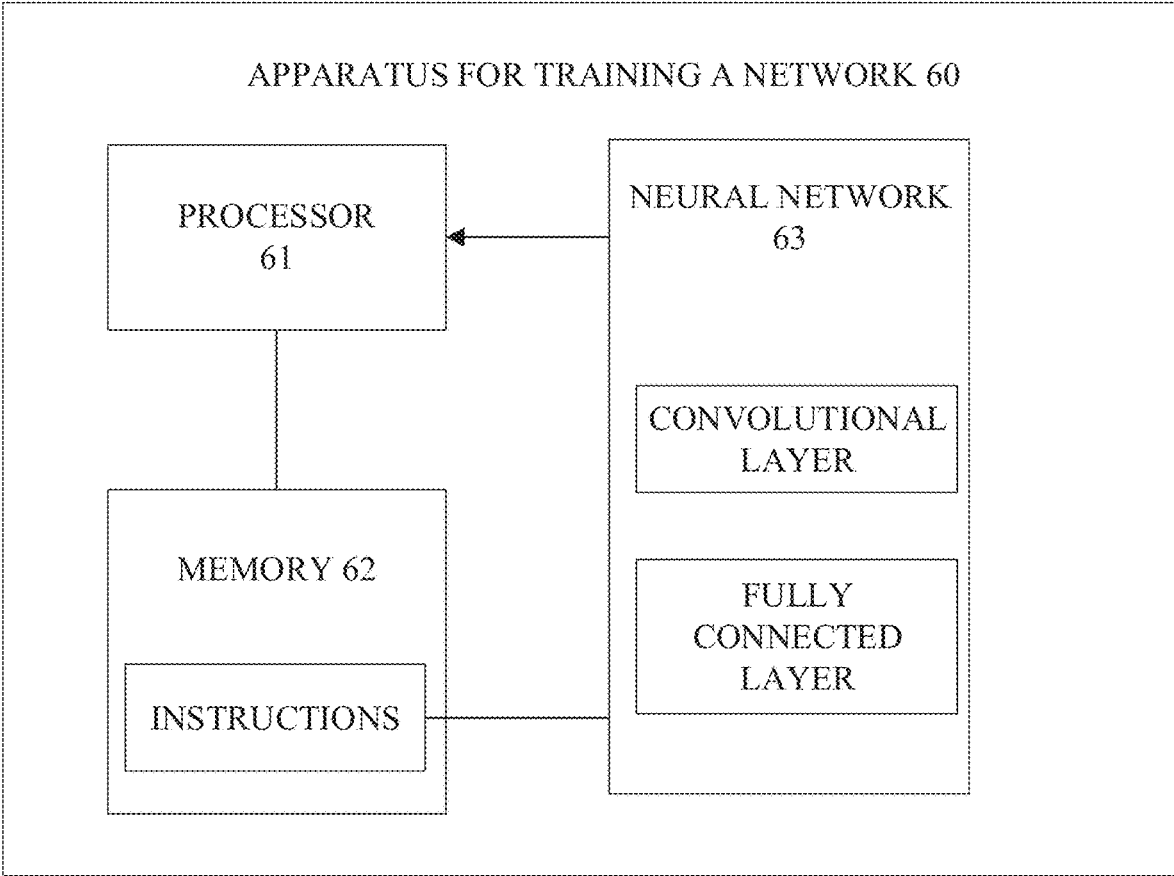 APPARATUS FOR TRAINING A NETWORK 60
PROCESSOR
61
NEURAL NETWORK
63
CONVOLUTIONAL
LAYER
MEMORY 62
FULLY
CONNECTED
LAYER
INSTRUCTIONS